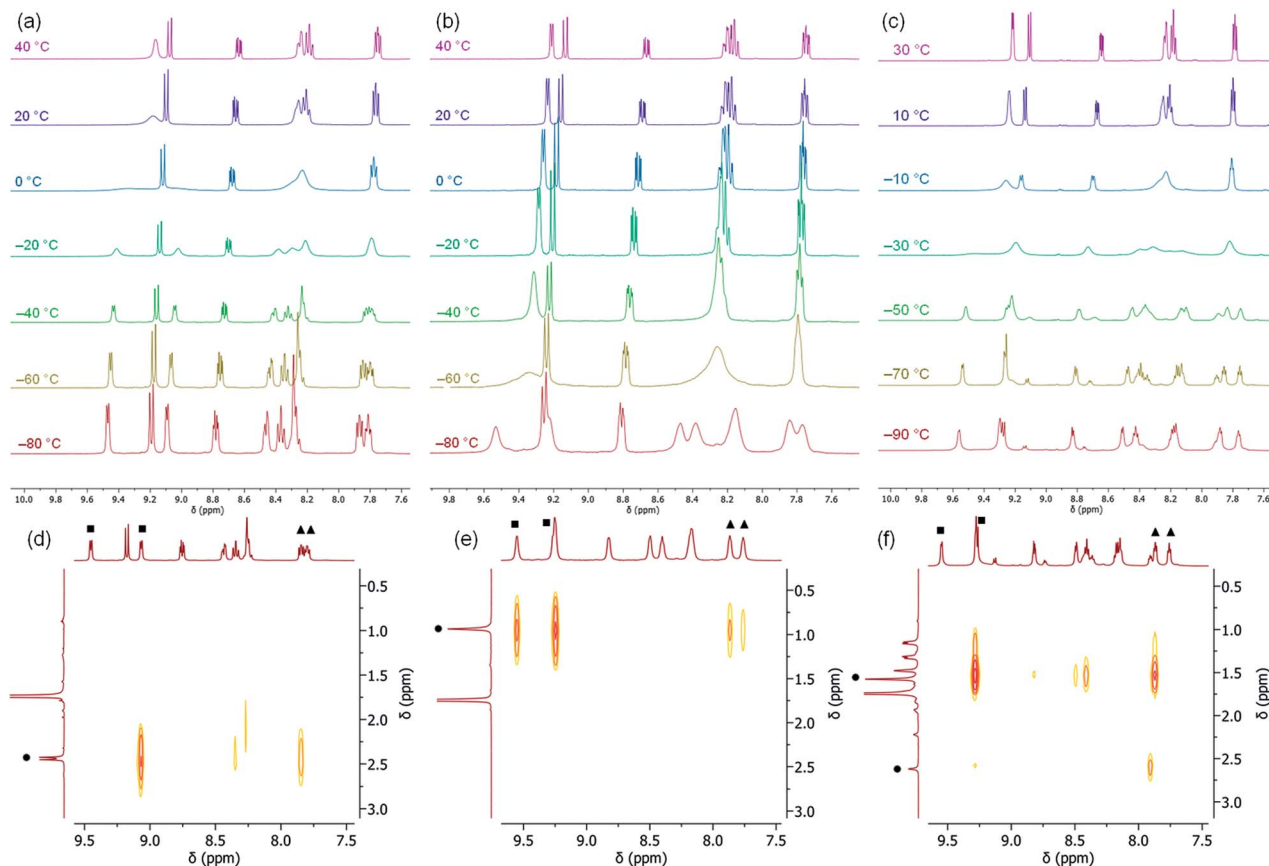 (a)
40 °C
20 °C
0 °C
–20 °C
–40 °C
–60 °C
–80 °C
10.0 9.8 9.6 9.4 9.2 9.0 8.8 8.6 8.4 8.2 8.0 7.8 7.6
δ (ppm)
(b)
40 °C
20 °C
0 °C
–20 °C
–40 °C
–60 °C
–80 °C
9.8 9.6 9.4 9.2 9.0 8.8 8.6 8.4 8.2 8.0 7.8 7.6
δ (ppm)
(c)
30 °C
10 °C
–10 °C
–30 °C
–50 °C
–70 °C
–90 °C
9.8 9.6 9.4 9.2 9.0 8.8 8.6 8.4 8.2 8.0 7.8 7.6
δ (ppm)
(d)
0.5
1.0
1.5
2.0
2.5
3.0
δ (ppm)
9.5 9.0 8.5 8.0 7.5
δ (ppm)
(e)
0.5
1.0
1.5
2.0
2.5
3.0
δ (ppm)
9.5 9.0 8.5 8.0 7.5
δ (ppm)
(f)
0.5
1.0
1.5
2.0
2.5
3.0
δ (ppm)
9.5 9.0 8.5 8.0 7.5
δ (ppm)